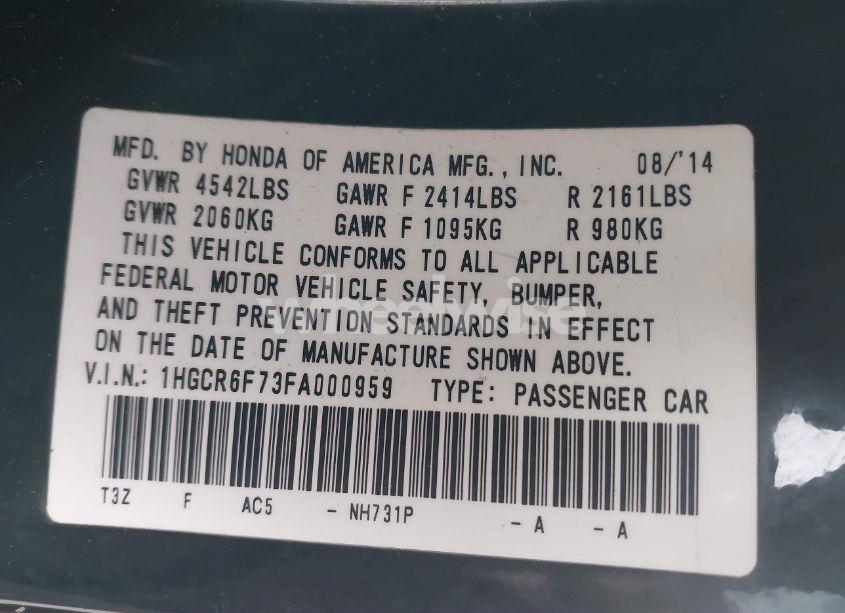 MFD. BY HONDA OF AMERICA MFG., INC. 08/'14
GVWR 4542LBS GAWR F 2414LBS R 2161LBS
GVWR 2060KG GAWR F 1095KG R 980KG
THIS VEHICLE CONFORMS TO ALL APPLICABLE
FEDERAL MOTOR VEHICLE SAFETY, BUMPER,
AND THEFT PREVENTION STANDARDS IN EFFECT
ON THE DATE OF MANUFACTURE SHOWN ABOVE.
V.I.N.: 1HGCR6F73FA000959 TYPE: PASSENGER CAR
T3Z F AC5 - NH731P - A - A
wheelwise